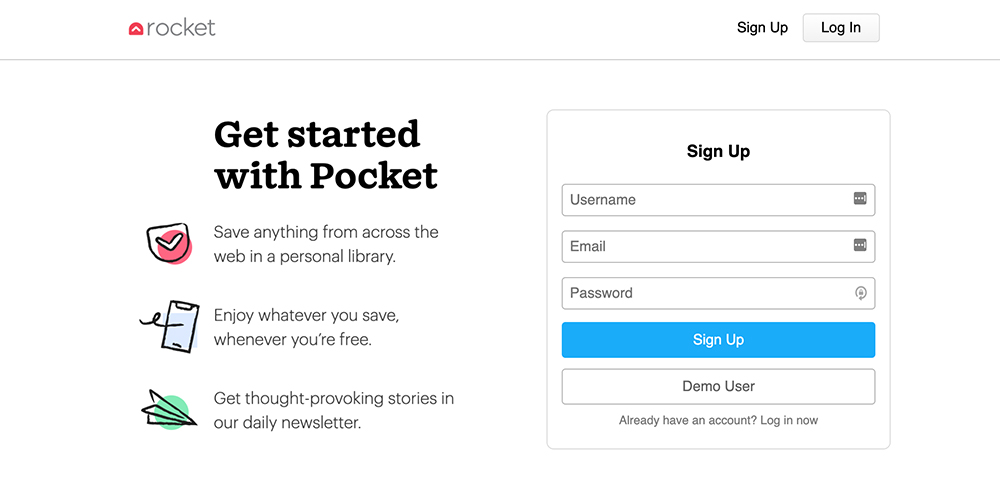 rocket
Sign Up
Log In
Get started
with Pocket
Save anything from across the
web in a personal library.
Enjoy whatever you save,
whenever you’re free.
Get thought-provoking stories in
our daily newsletter.
Sign Up
Username
Email
Password
Sign Up
Demo User
Already have an account? Log in now